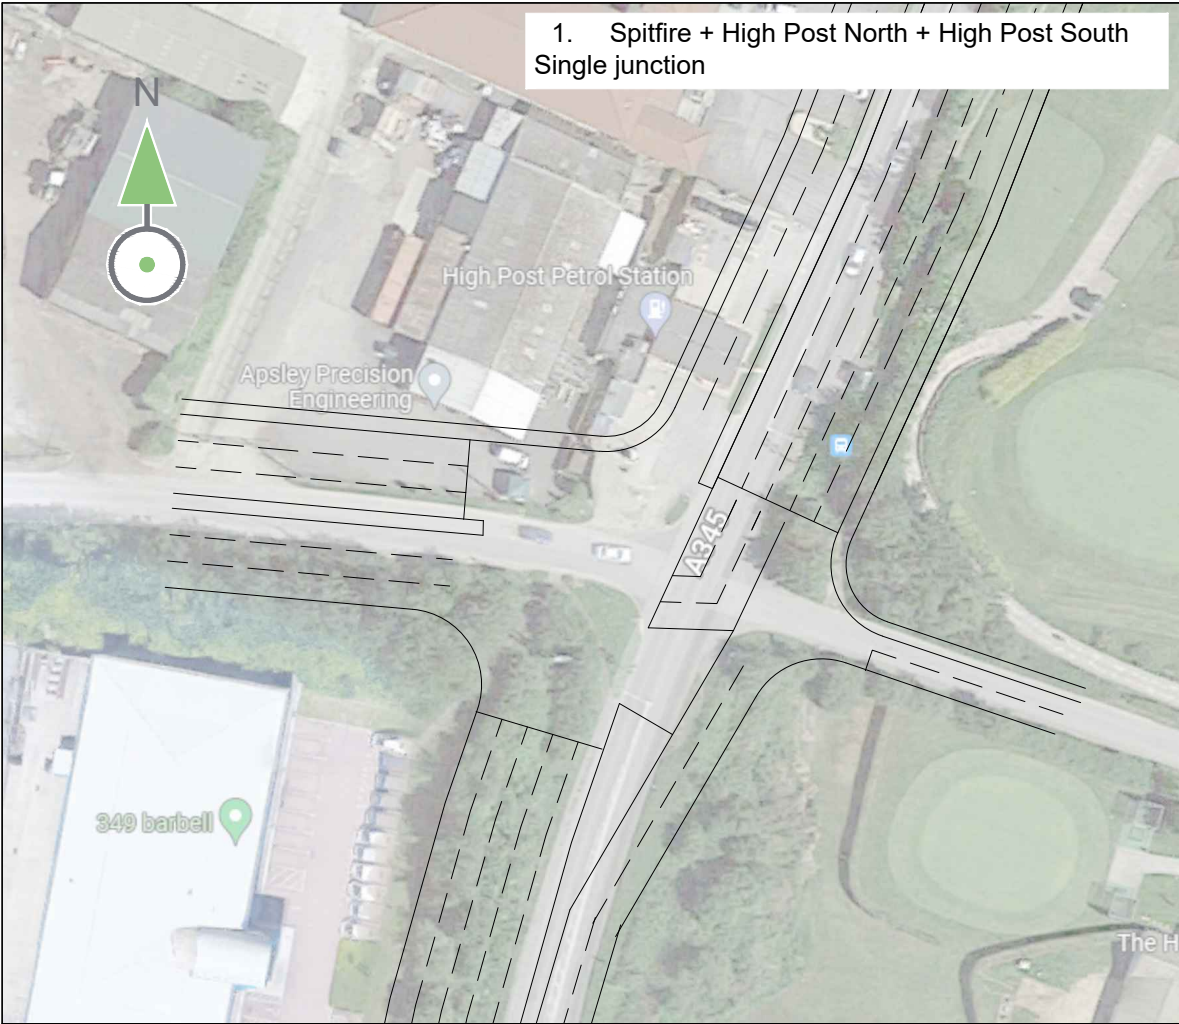 1. Spitfire + High Post North + High Post South
Single junction
N
High Post Petrol Station
Apsley Precision
Engineering
A345
349 barbell
The H